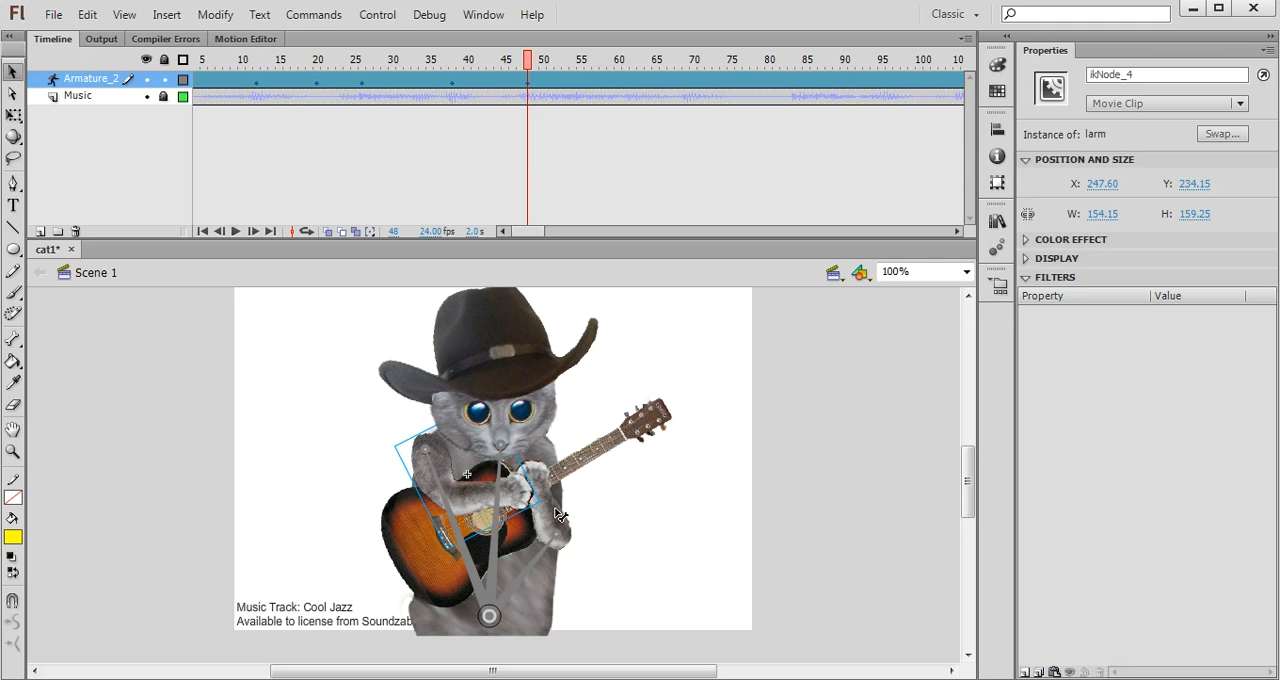 Fl File Edit View Insert Modify Text Commands Control Debug Window Help Classic
Timeline Output Compiler Errors Motion Editor
5 10 15 20 25 30 35 40 45 50 55 60 65 70 75 80 85 90 95 10
Armature_2
Music
48 24.00 fps 2.0 s
cat1*
Scene 1
100%
Music Track: Cool Jazz
Available to license from Soundzab
Properties
ikNode_4
Movie Clip
Instance of: larm Swap...
POSITION AND SIZE
X: 247.60 Y: 234.15
W: 154.15 H: 159.25
COLOR EFFECT
DISPLAY
FILTERS
Property Value